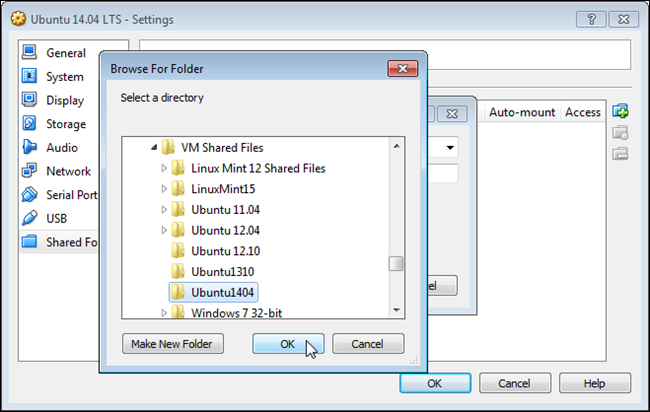 Ubuntu 14.04 LTS - Settings
General
System
Display
Storage
Audio
Network
Serial Ports
USB
Shared Fo
Browse For Folder
Select a directory
VM Shared Files
Linux Mint 12 Shared Files
LinuxMint15
Ubuntu 11.04
Ubuntu 12.04
Ubuntu 12.10
Ubuntu1310
Ubuntu1404
Windows 7 32-bit
Make New Folder
OK
Cancel
Auto-mount Access
el
OK
Cancel
Help